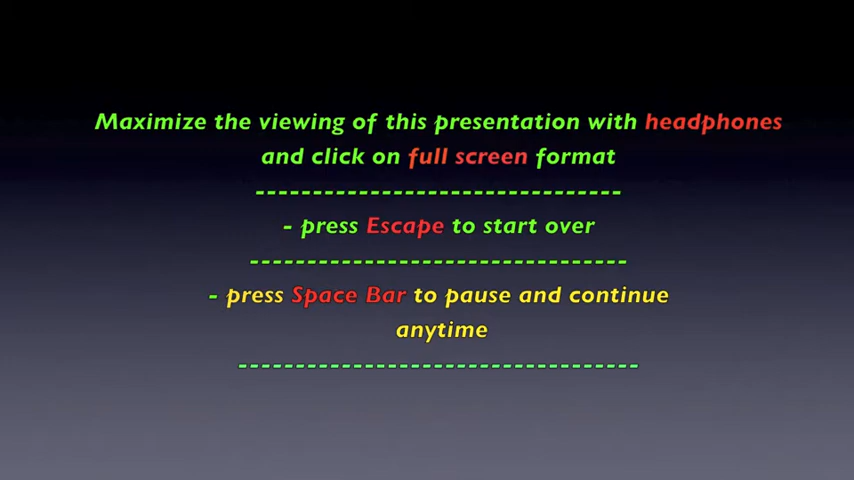 Maximize the viewing of this presentation with headphones
and click on full screen format
--------------------------------
- press Escape to start over
---------------------------------
- press Space Bar to pause and continue
anytime
-----------------------------------